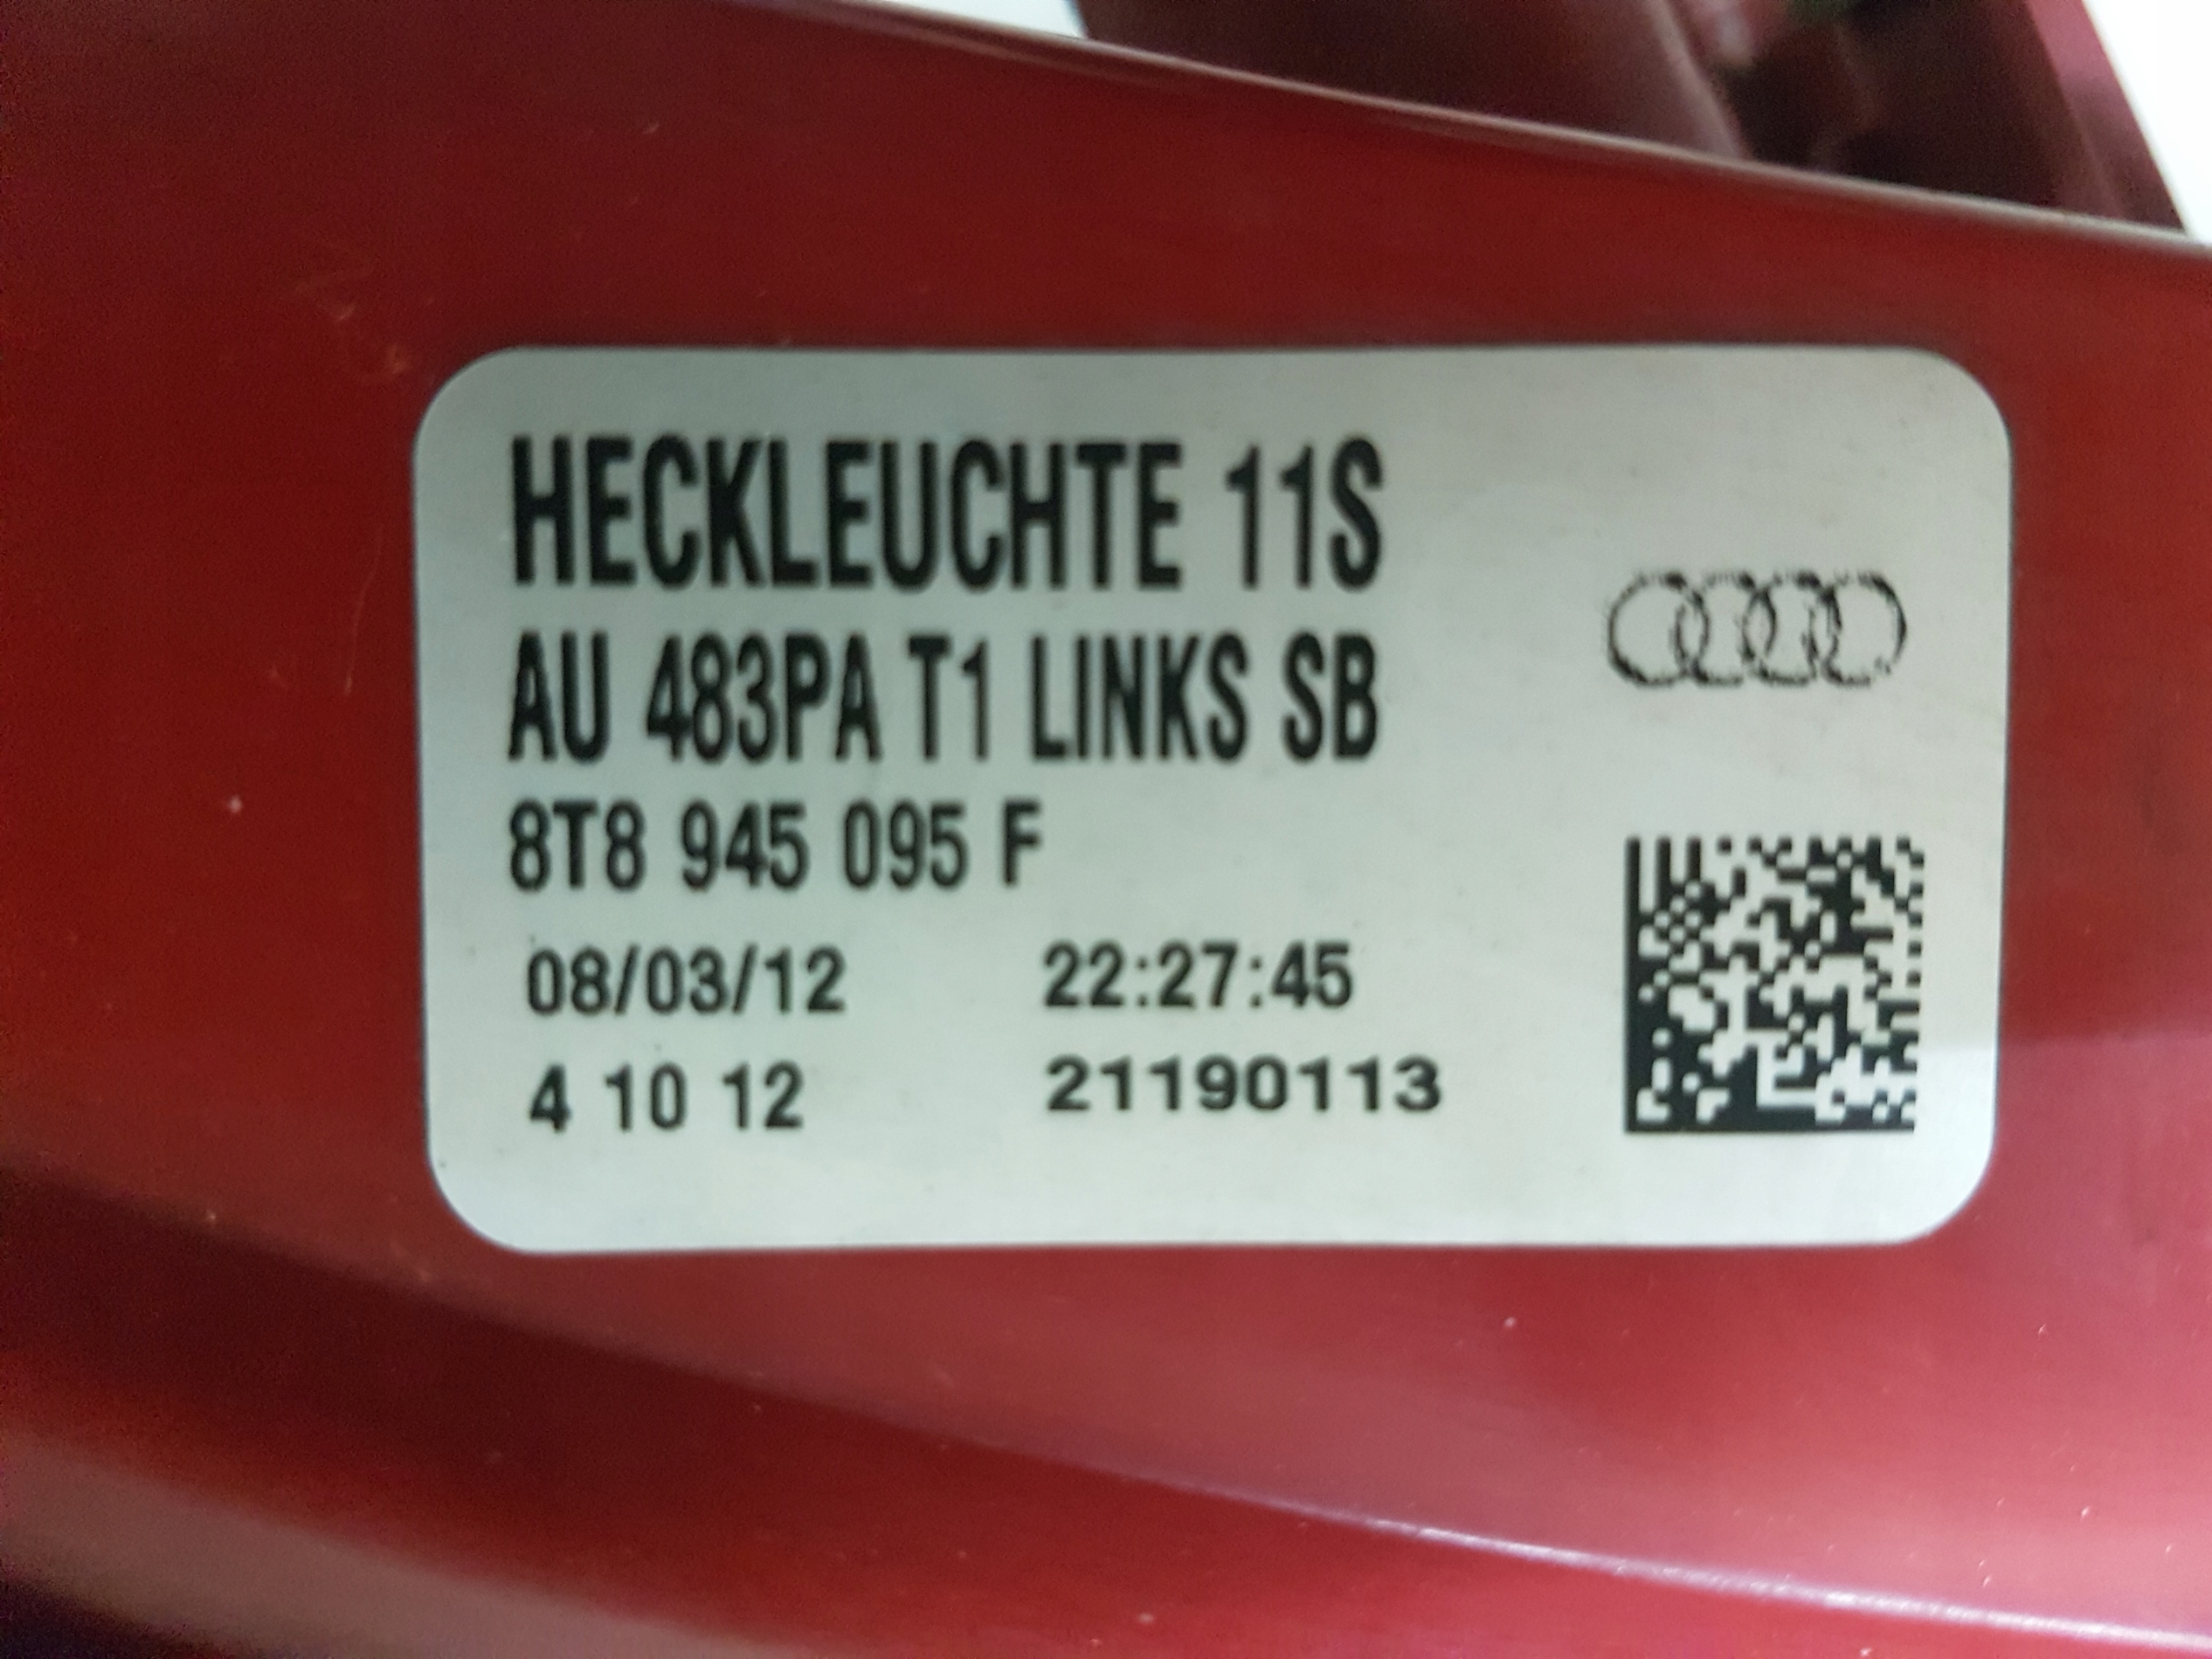 HECKLEUCHTE 11S
AU 483PA T1 LINKS SB
8T8 945 095 F
08/03/12 22:27:45
4 10 12 21190113